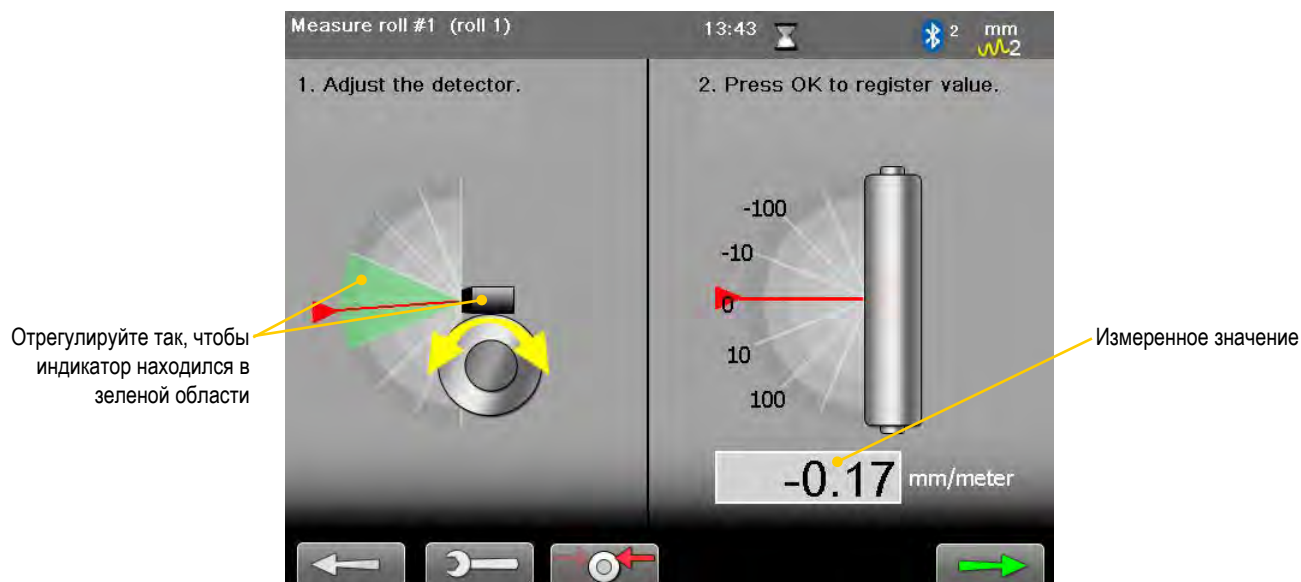 Measure roll #1 (roll 1)
13:43
2
mm
2
1. Adjust the detector.
2. Press OK to register value.
-100
-10
0
10
100
Отрегулируйте так, чтобы
индикатор находился в
зеленой области
Измеренное значение
-0.17 mm/meter